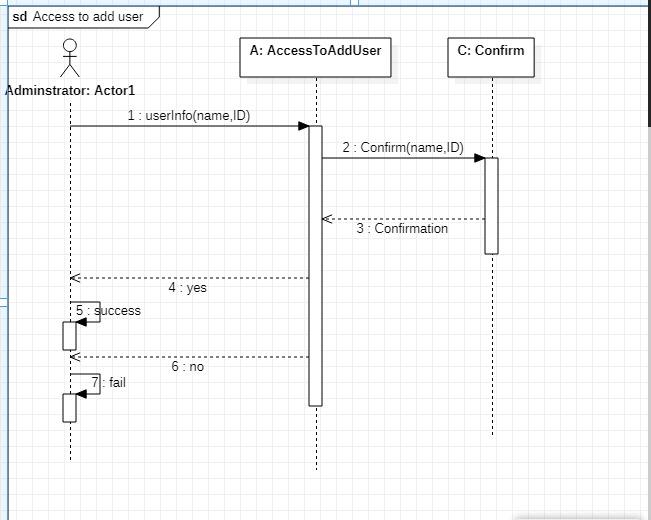 sd Access to add user
A: AccessToAddUser
C: Confirm
Adminstrator: Actor1
1 : userInfo(name,ID)
2 : Confirm(name,ID)
3 : Confirmation
4 : yes
5 : success
6 : no
7 : fail